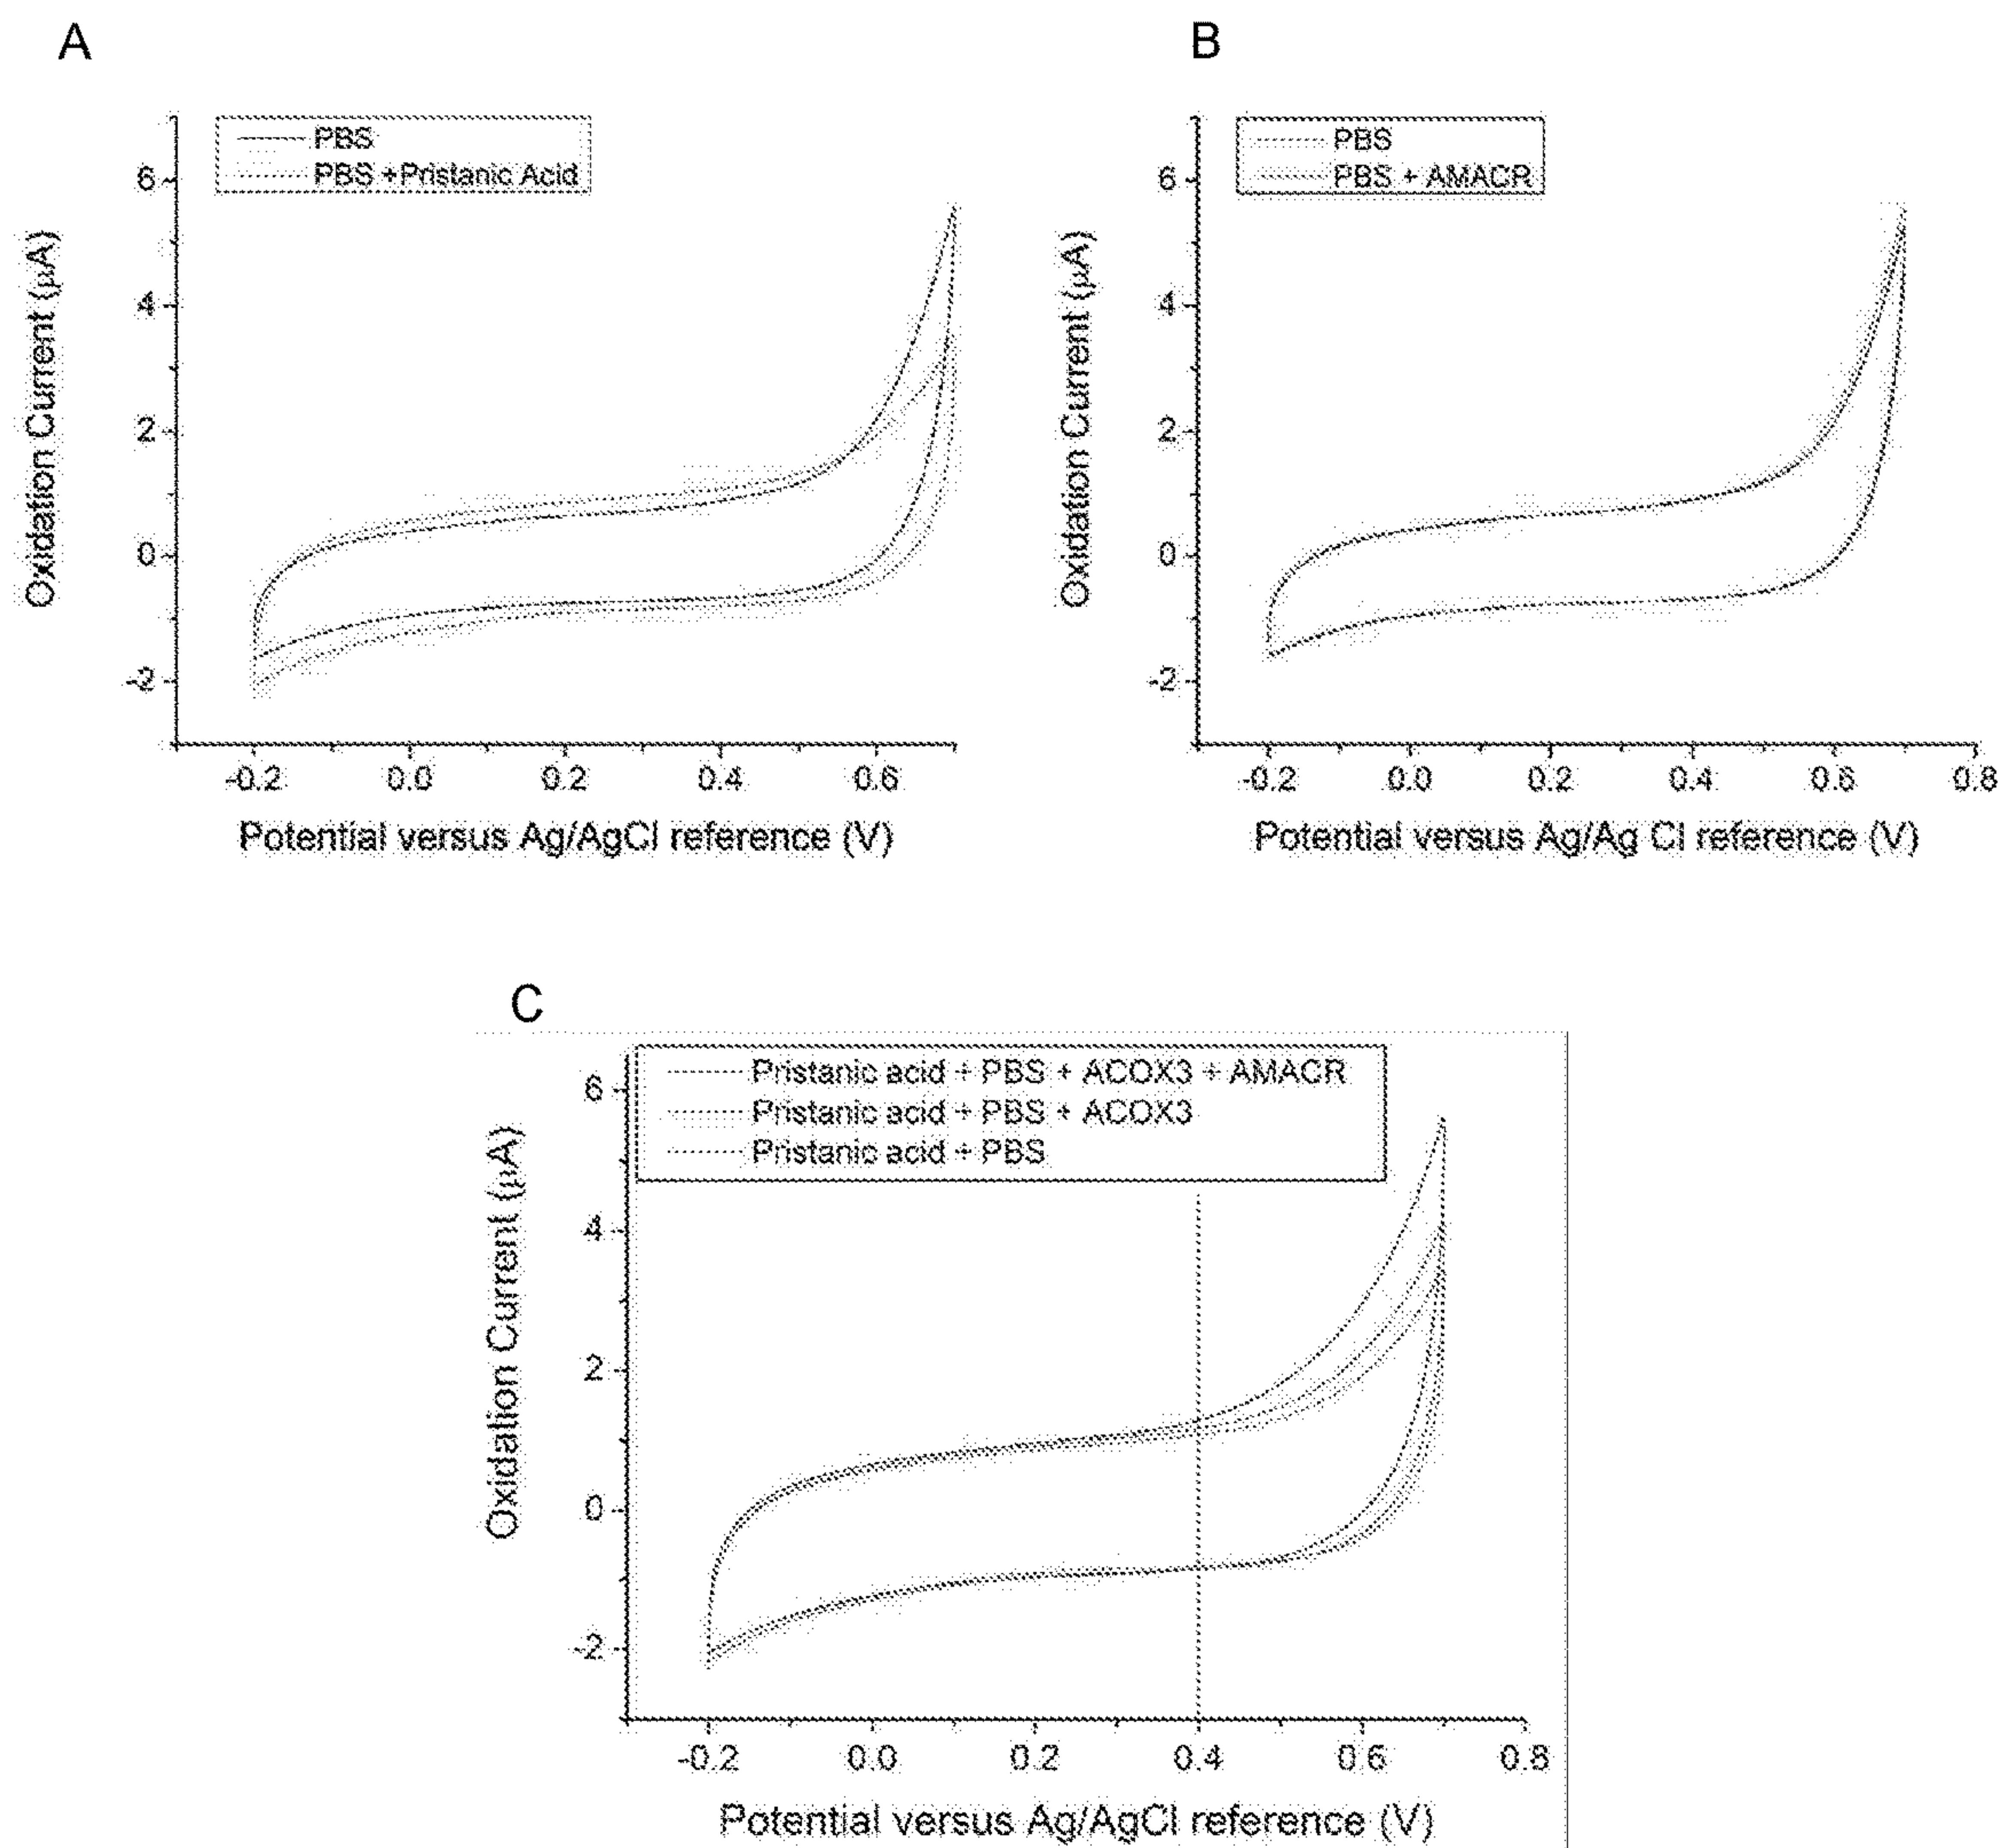 A
PBS
PBS +Pristanic Acid
6
4
2
0
-2
Oxidation Current (µA)
-0.2 0.0 0.2 0.4 0.6
Potential versus Ag/AgCl reference (V)
B
PBS
PBS + AMACR
6
4
2
0
-2
Oxidation Current (µA)
-0.2 0.0 0.2 0.4 0.6 0.8
Potential versus Ag/Ag Cl reference (V)
C
Pristanic acid + PBS + ACOX3 + AMACR
Pristanic acid + PBS + ACOX3
Pristanic acid + PBS
6
4
2
0
-2
Oxidation Current (µA)
-0.2 0.0 0.2 0.4 0.6 0.8
Potential versus Ag/AgCl reference (V)